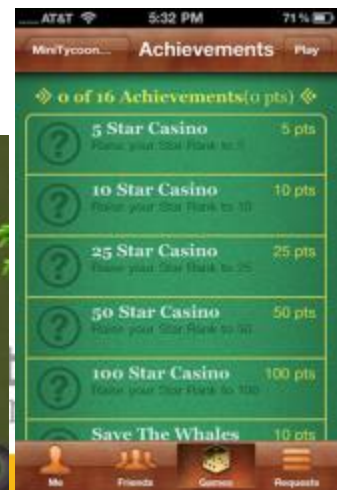 AT&T 5:32 PM 71%
MiniTycoon... Achievements Play
0 of 16 Achievements(0 pts)
5 Star Casino 5 pts
Raise your Star Rank to 5
10 Star Casino 10 pts
Raise your Star Rank to 10
25 Star Casino 25 pts
Raise your Star Rank to 25
50 Star Casino 50 pts
Raise your Star Rank to 50
100 Star Casino 100 pts
Raise your Star Rank to 100
Save The Whales 10 pts
Me Friends Games Requests